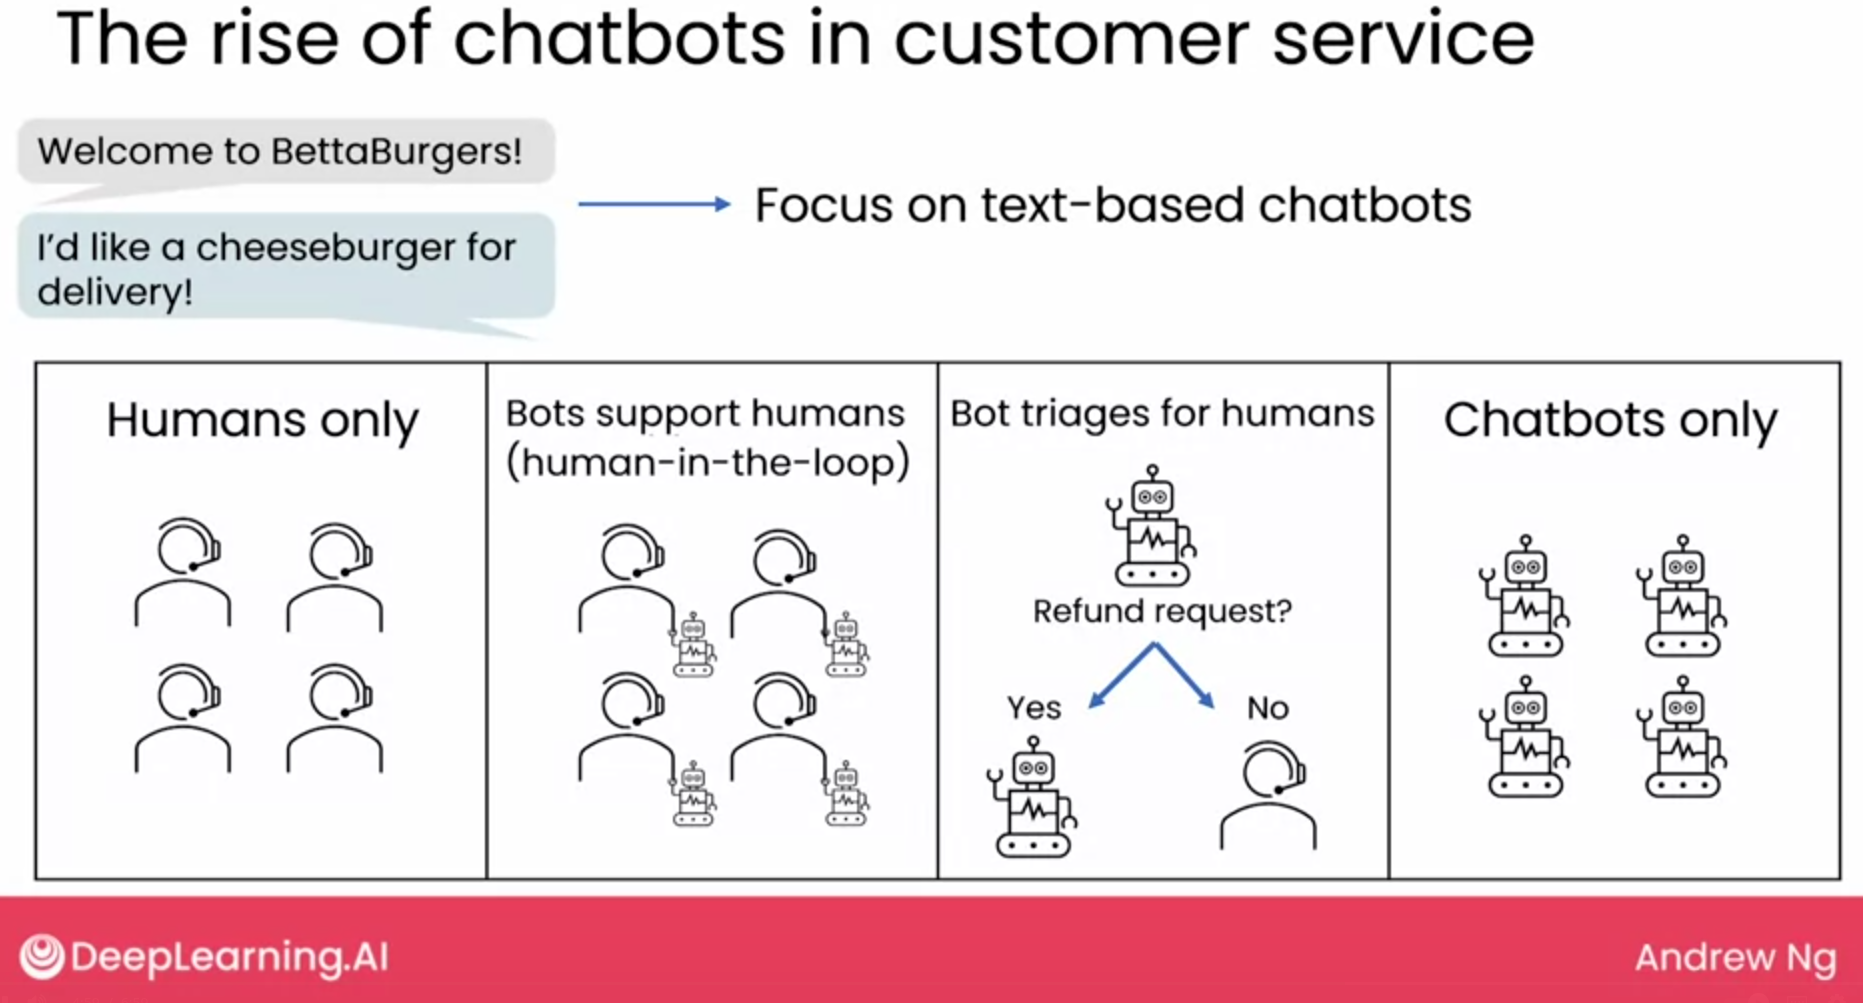 The rise of chatbots in customer service
Welcome to BettaBurgers!
I'd like a cheeseburger for
delivery!
Focus on text-based chatbots
Humans only
Bots support humans
(human-in-the-loop)
Bot triages for humans
Refund request?
Yes
No
Chatbots only
DeepLearning.AI
Andrew Ng